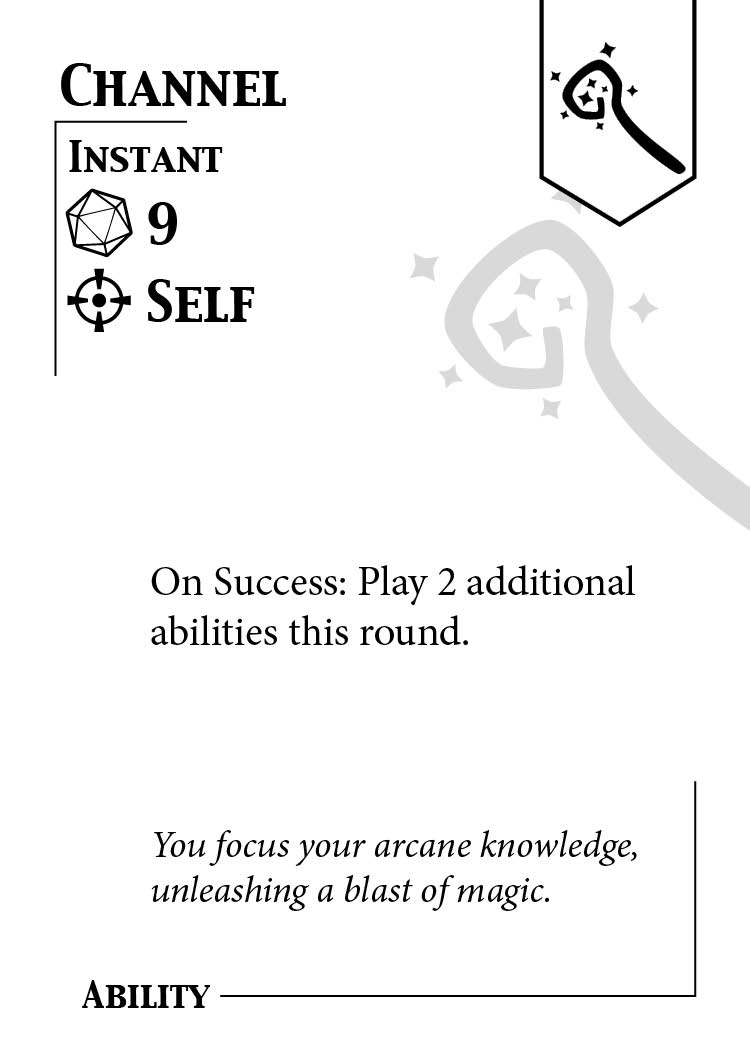 Channel
Instant
9
Self
On Success: Play 2 additional
abilities this round.
You focus your arcane knowledge,
unleashing a blast of magic.
Ability